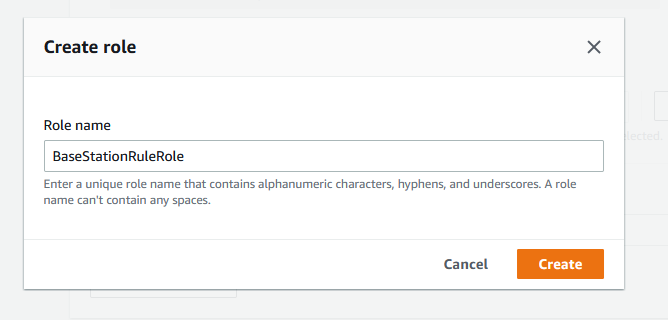 Create role
Role name
BaseStationRuleRole
Enter a unique role name that contains alphanumeric characters, hyphens, and underscores. A role
name can't contain any spaces.
elected.
Cancel
Create